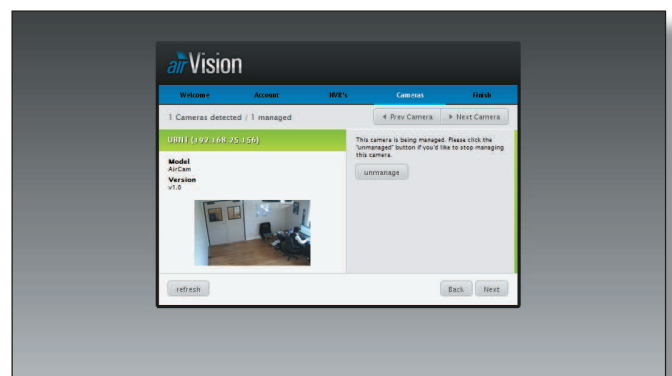 airVision
Welcome Account NVR's Cameras Finish
1 Cameras detected / 1 managed
Prev Camera Next Camera
UBNT (192.168.25.156)
Model
AirCam
Version
v1.0
This camera is being managed. Please click the
"unmanaged" button if you'd like to stop managing
this camera.
unmanage
refresh
Back Next